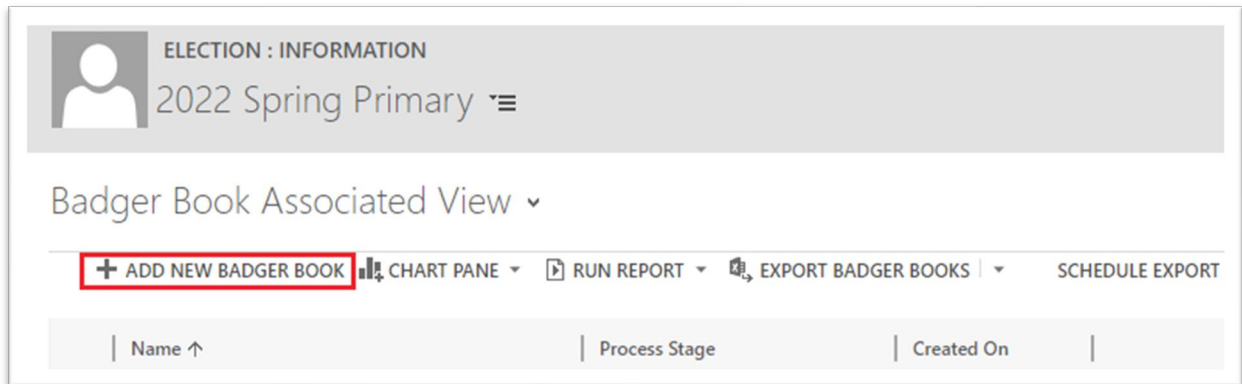 ELECTION : INFORMATION
2022 Spring Primary
Badger Book Associated View
ADD NEW BADGER BOOK CHART PANE RUN REPORT EXPORT BADGER BOOKS SCHEDULE EXPORT
Name ↑ Process Stage Created On